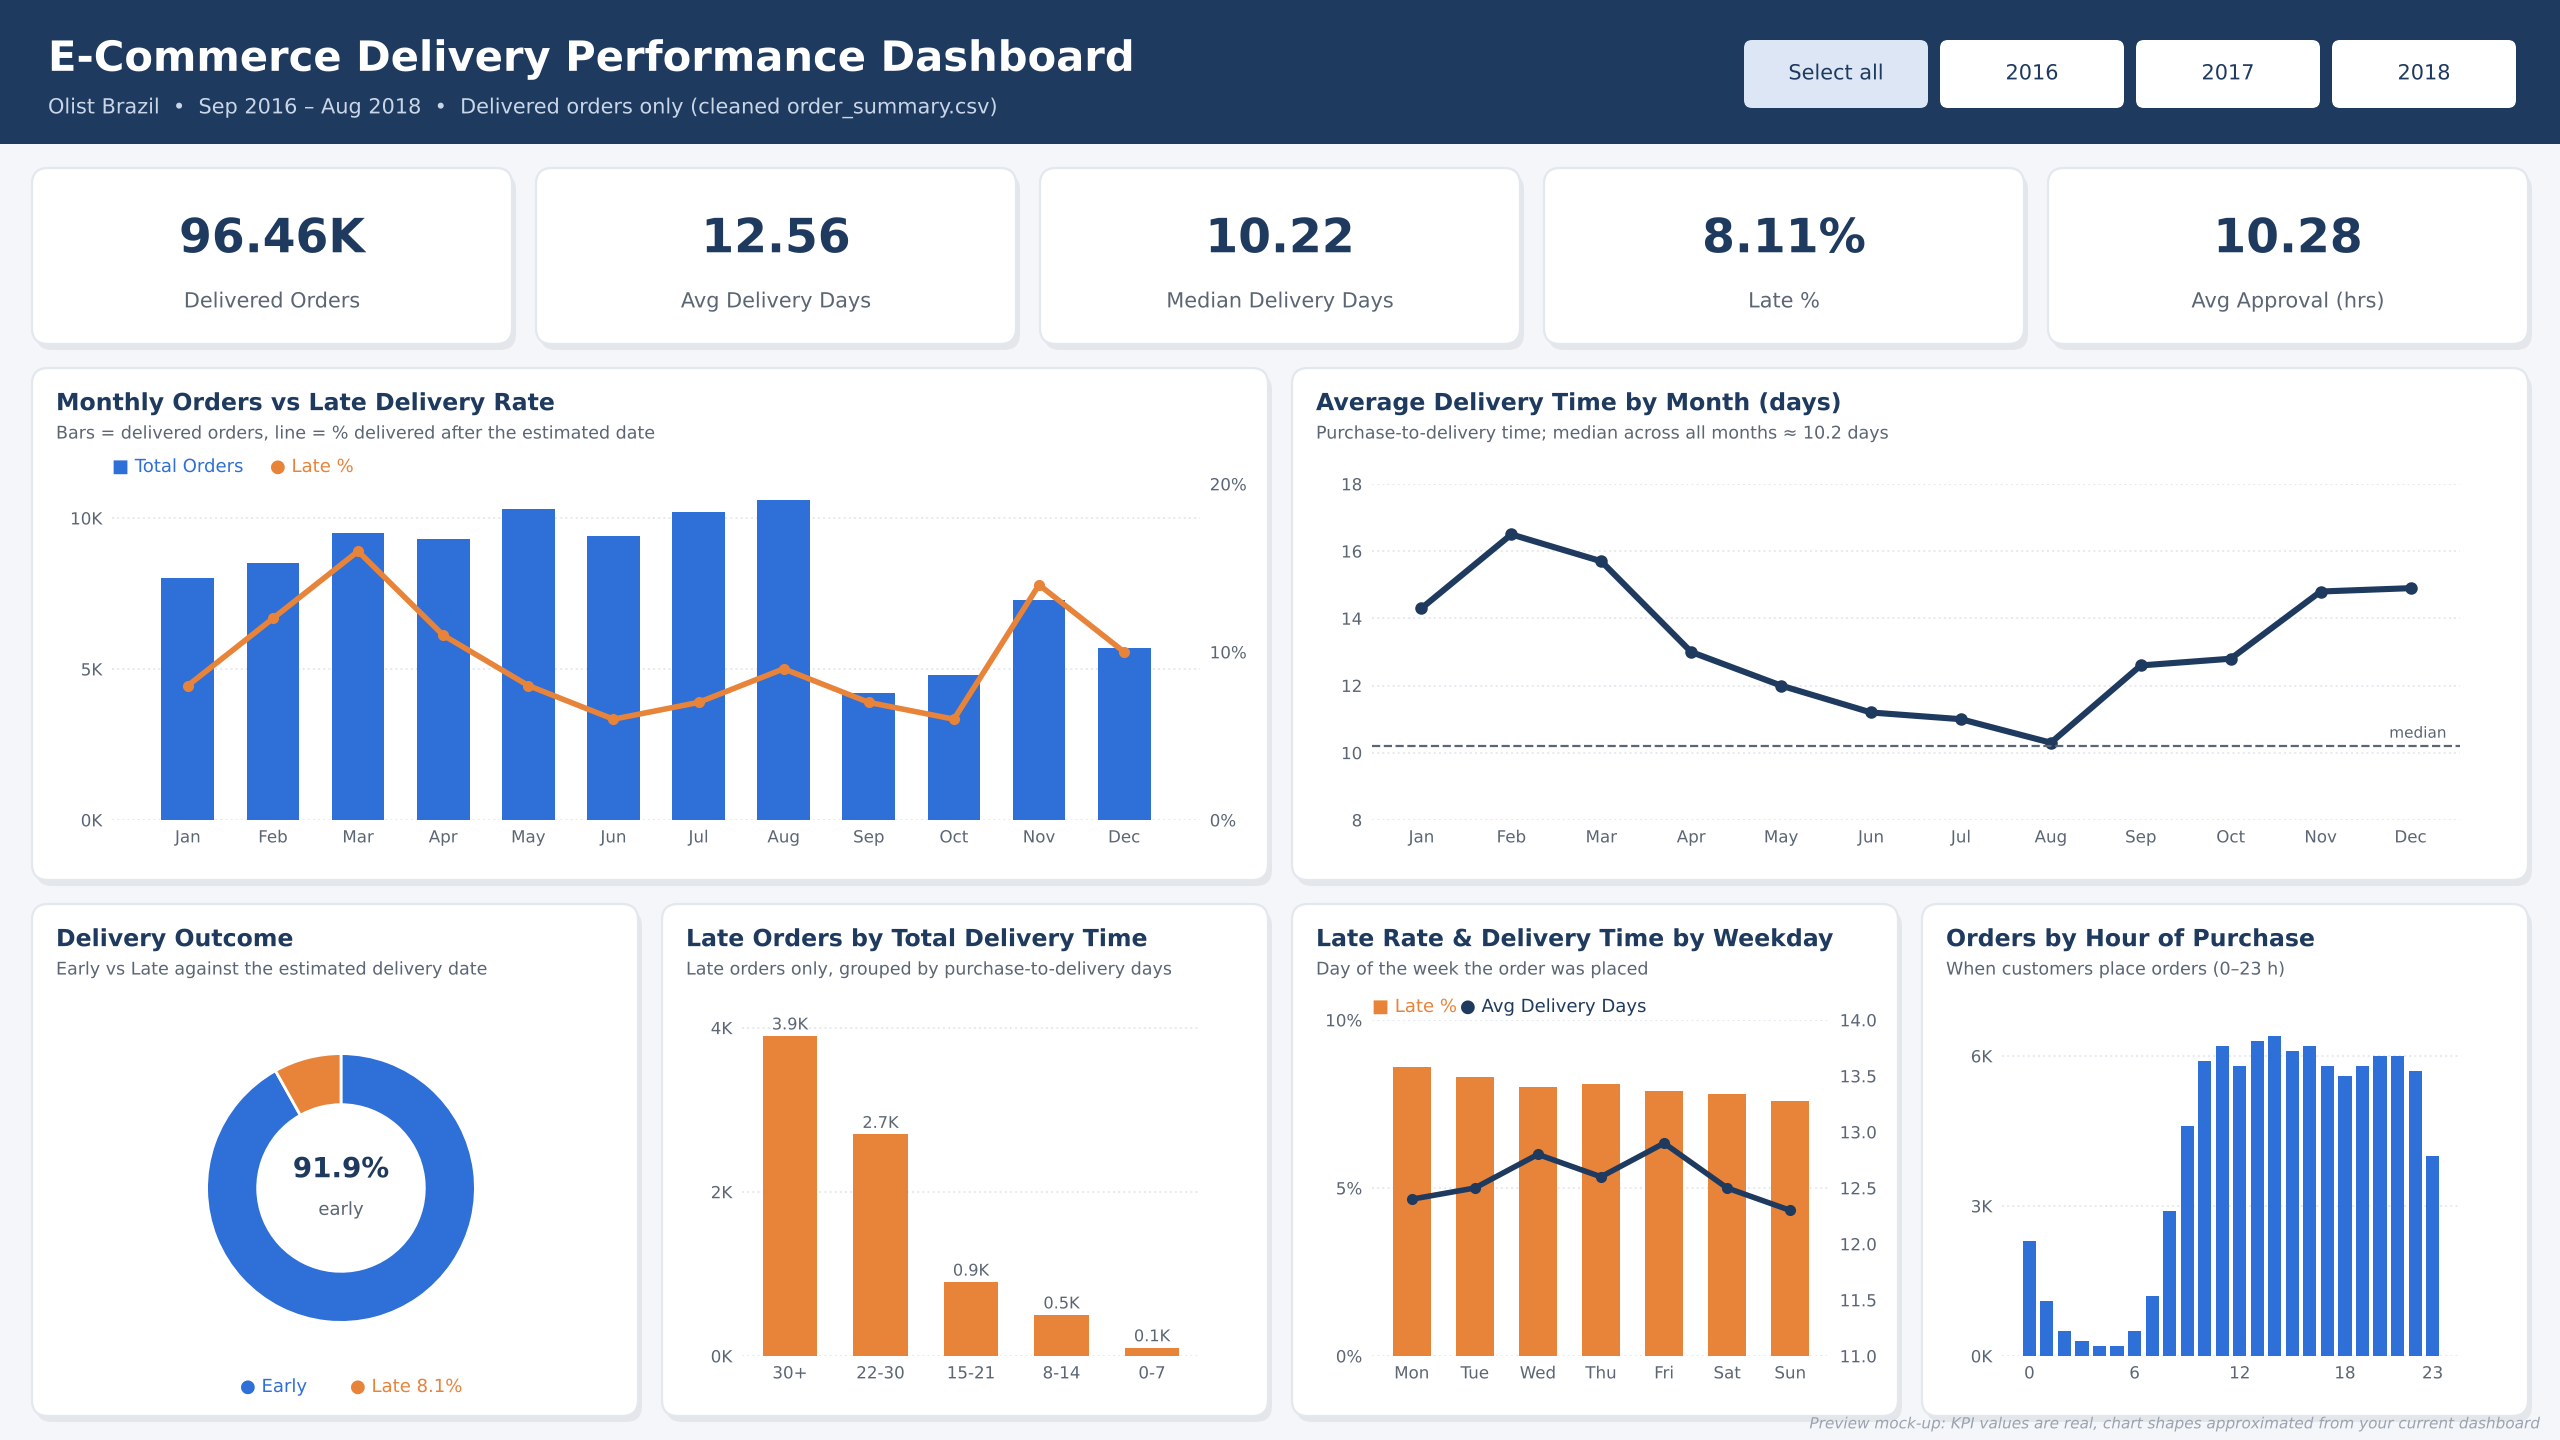 E-Commerce Delivery Performance Dashboard
Olist Brazil • Sep 2016 – Aug 2018 • Delivered orders only (cleaned order_summary.csv)
Select all
2016
2017
2018
96.46K
Delivered Orders
12.56
Avg Delivery Days
10.22
Median Delivery Days
8.11%
Late %
10.28
Avg Approval (hrs)
Monthly Orders vs Late Delivery Rate
Bars = delivered orders, line = % delivered after the estimated date
Total Orders Late %
20%
10K
10%
5K
0K
0%
Jan Feb Mar Apr May Jun Jul Aug Sep Oct Nov Dec
Average Delivery Time by Month (days)
Purchase-to-delivery time; median across all months ≈ 10.2 days
18
16
14
12
median
10
8
Jan Feb Mar Apr May Jun Jul Aug Sep Oct Nov Dec
Delivery Outcome
Early vs Late against the estimated delivery date
91.9%
early
Early Late 8.1%
Late Orders by Total Delivery Time
Late orders only, grouped by purchase-to-delivery days
4K
3.9K
2.7K
2K
0.9K
0.5K
0.1K
0K
30+ 22-30 15-21 8-14 0-7
Late Rate & Delivery Time by Weekday
Day of the week the order was placed
Late % Avg Delivery Days
10%
14.0
13.5
13.0
5%
12.5
12.0
11.5
0%
11.0
Mon Tue Wed Thu Fri Sat Sun
Orders by Hour of Purchase
When customers place orders (0–23 h)
6K
3K
0K
0 6 12 18 23
Preview mock-up: KPI values are real, chart shapes approximated from your current dashboard